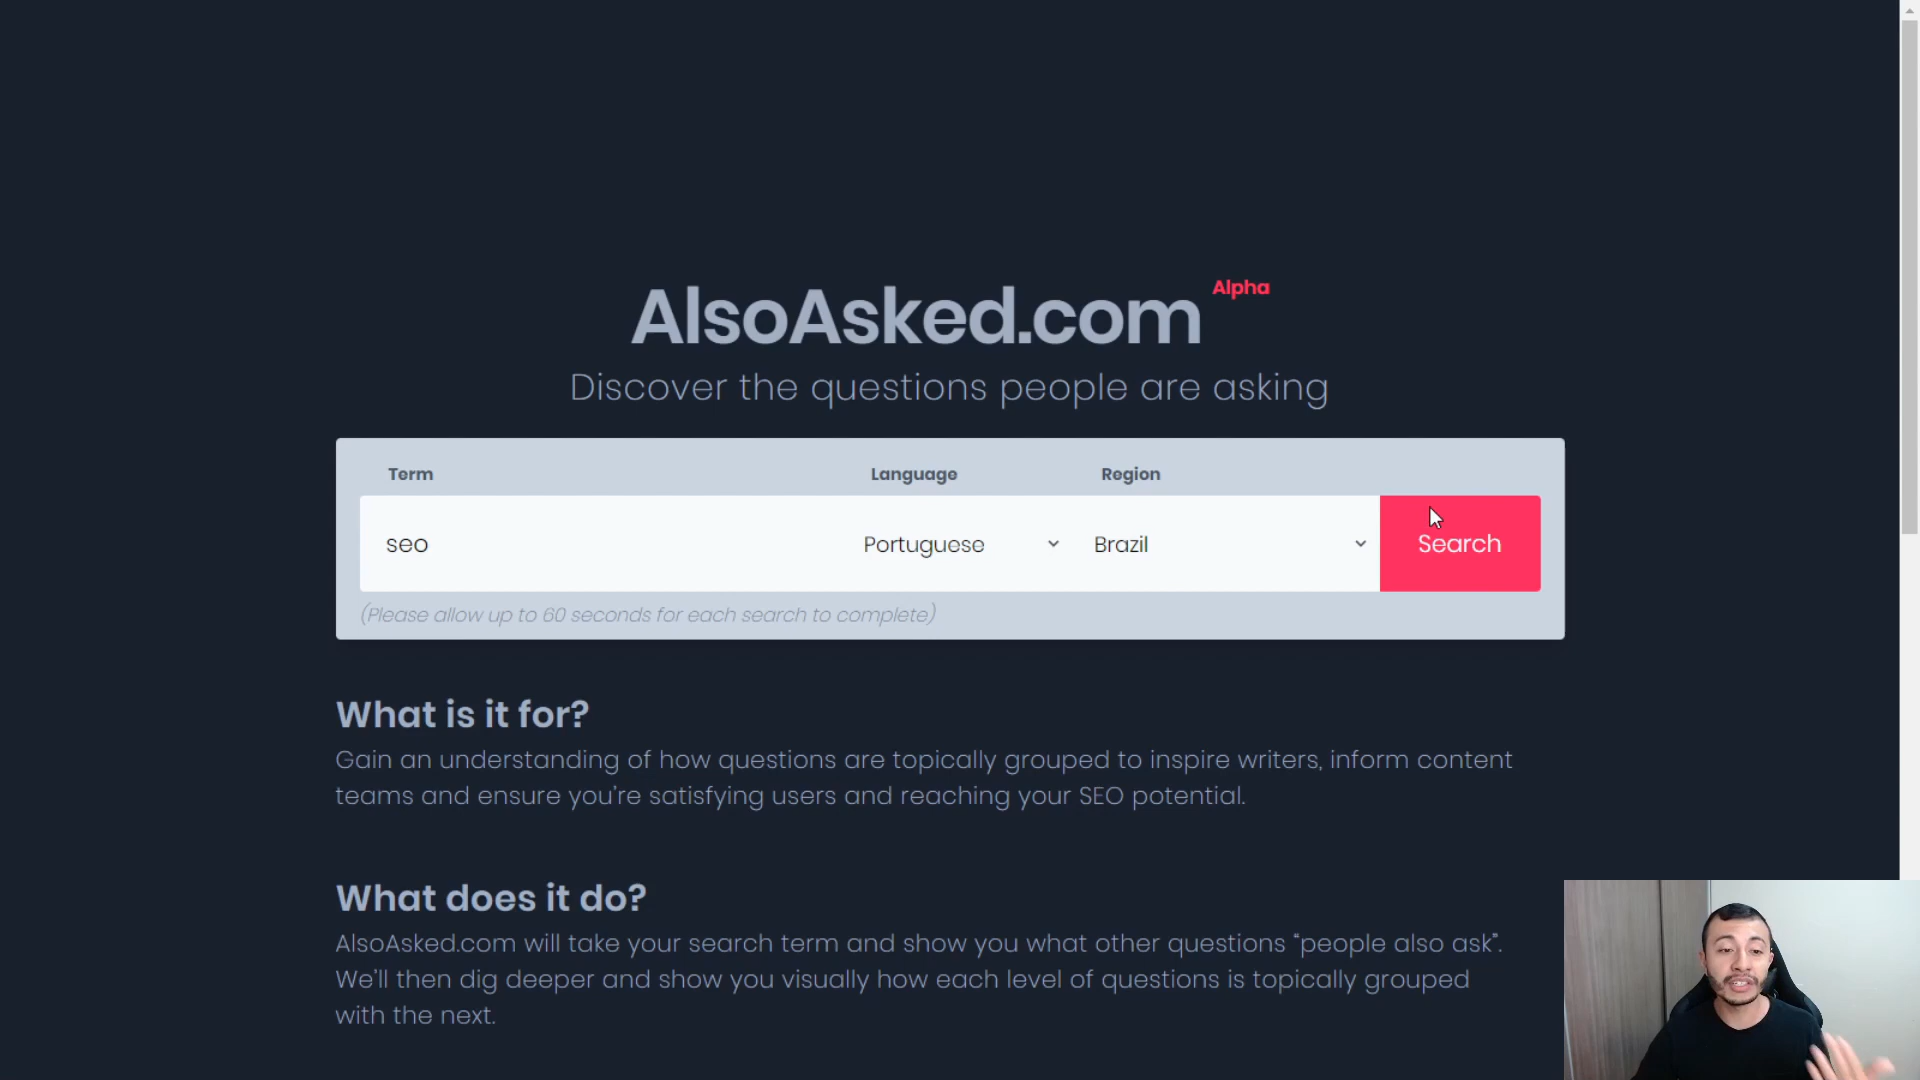 AlsoAsked.com Alpha
Discover the questions people are asking
Term Language Region
seo Portuguese Brazil Search
(Please allow up to 60 seconds for each search to complete)
What is it for?
Gain an understanding of how questions are topically grouped to inspire writers, inform content
teams and ensure you're satisfying users and reaching your SEO potential.
What does it do?
AlsoAsked.com will take your search term and show you what other questions “people also ask”.
We'll then dig deeper and show you visually how each level of questions is topically grouped
with the next.